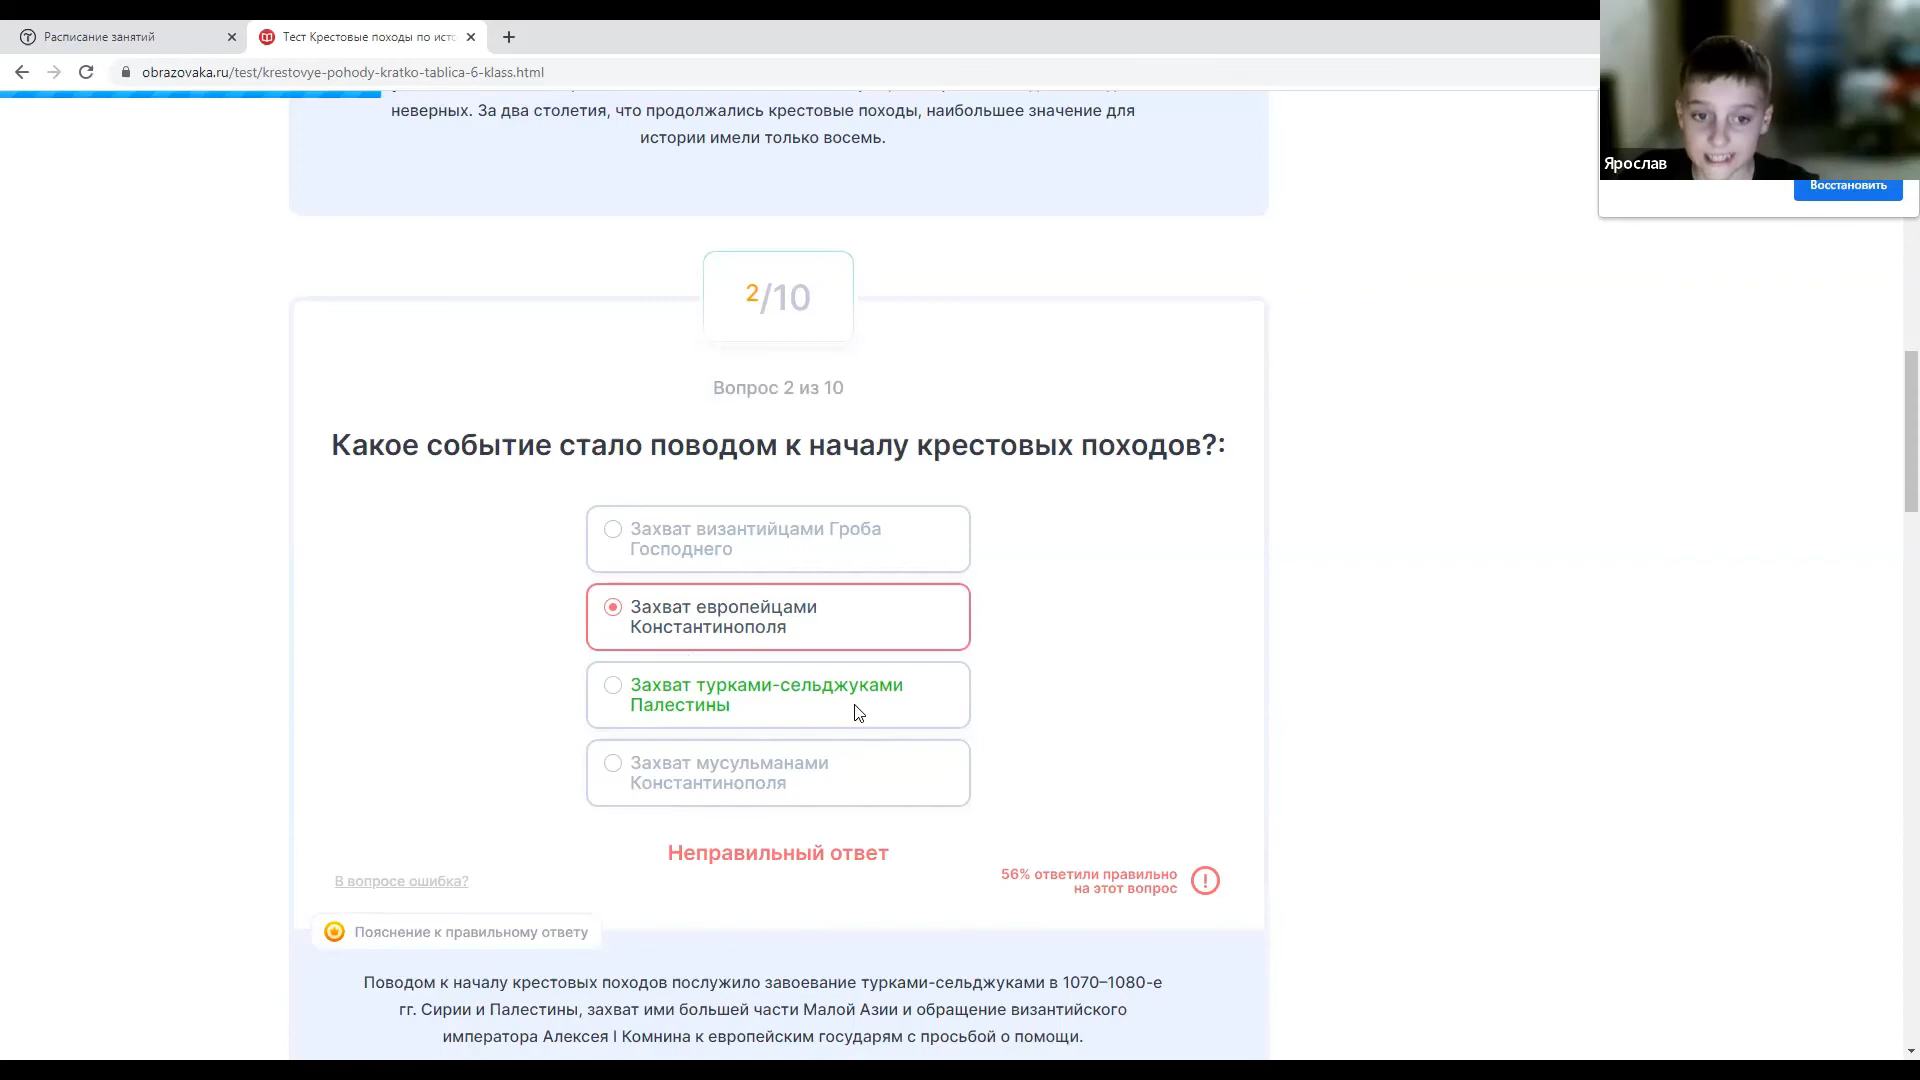 Расписание занятий
Тест Крестовые походы по исто
obrazovaka.ru/test/krestovye-pohody-kratko-tablica-6-klass.html
Ярослав
Восстановить
неверных. За два столетия, что продолжались крестовые походы, наибольшее значение для
истории имели только восемь.
2/10
Вопрос 2 из 10
Какое событие стало поводом к началу крестовых походов?:
Захват византийцами Гроба
Господнего
Захват европейцами
Константинополя
Захват турками-сельджуками
Палестины
Захват мусульманами
Константинополя
Неправильный ответ
В вопросе ошибка?
56% ответили правильно
на этот вопрос
Пояснение к правильному ответу
Поводом к началу крестовых походов послужило завоевание турками-сельджуками в 1070–1080-е
гг. Сирии и Палестины, захват ими большей части Малой Азии и обращение византийского
императора Алексея I Комнина к европейским государям с просьбой о помощи.